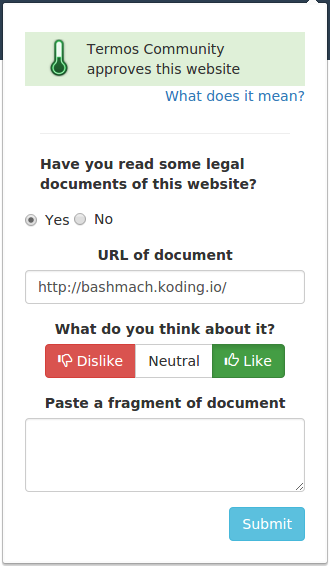 Termos Community
approves this website
What does it mean?
Have you read some legal
documents of this website?
Yes No
URL of document
http://bashmach.koding.io/
What do you think about it?
Dislike Neutral Like
Paste a fragment of document
Submit